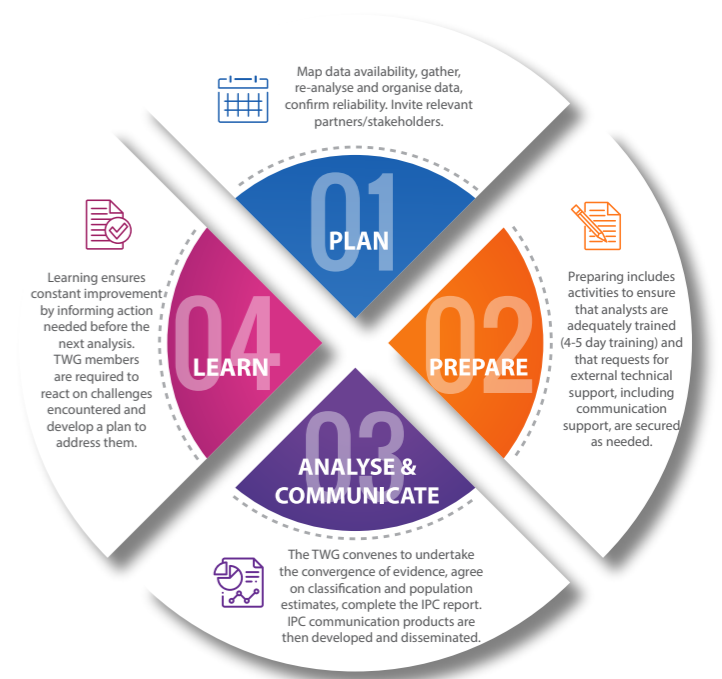 Map data availability, gather,
re-analyse and organise data,
confirm reliability. Invite relevant
partners/stakeholders.
01
PLAN
Preparing includes
activities to ensure
that analysts are
adequately trained
(4-5 day training) and
that requests for
external technical
support, including
communication
support, are secured
as needed.
02
PREPARE
03
ANALYSE &
COMMUNICATE
The TWG convenes to undertake
the convergence of evidence, agree
on classification and population
estimates, complete the IPC report.
IPC communication products are
then developed and disseminated.
04
LEARN
Learning ensures
constant improvement
by informing action
needed before the
next analysis.
TWG members
are required to
react on challenges
encountered and
develop a plan to
address them.